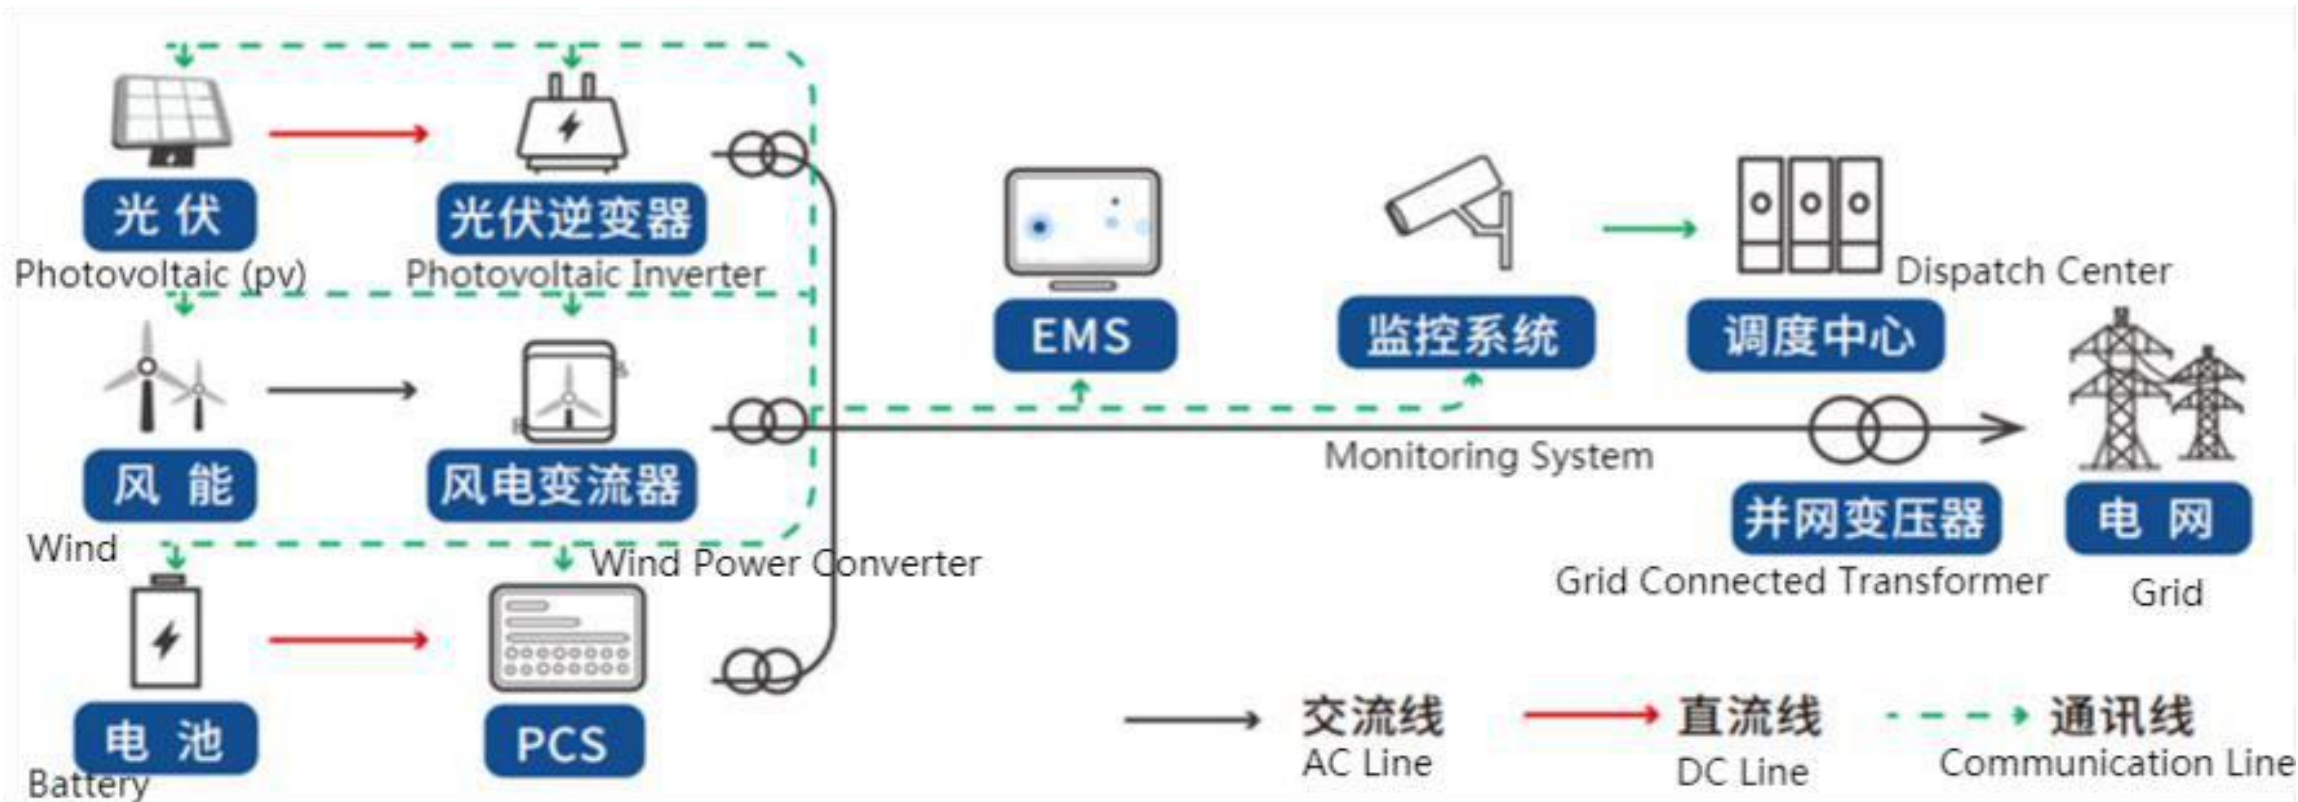 光 伏
光伏逆变器
Photovoltaic (pv)
Photovoltaic Inverter
EMS
监控系统
调度中心
Dispatch Center
风 能
风电变流器
Monitoring System
并网变压器
电 网
Wind
Wind Power Converter
Grid Connected Transformer
Grid
电 池
PCS
Battery
交流线
AC Line
直流线
DC Line
通讯线
Communication Line